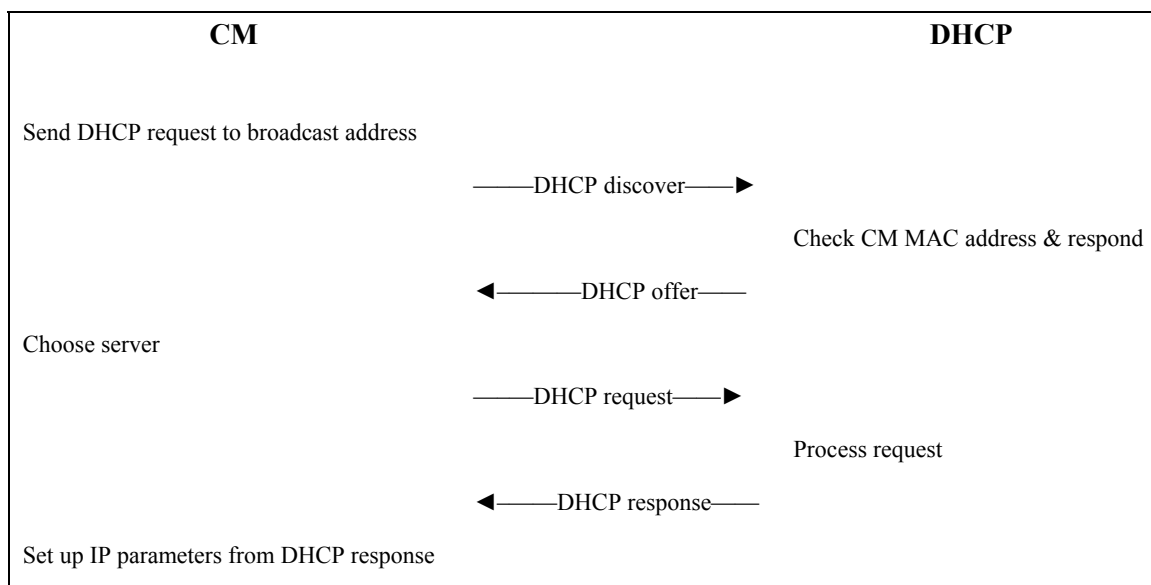 CM DHCP
Send DHCP request to broadcast address
DHCP discover
Check CM MAC address & respond
DHCP offer
Choose server
DHCP request
Process request
DHCP response
Set up IP parameters from DHCP response